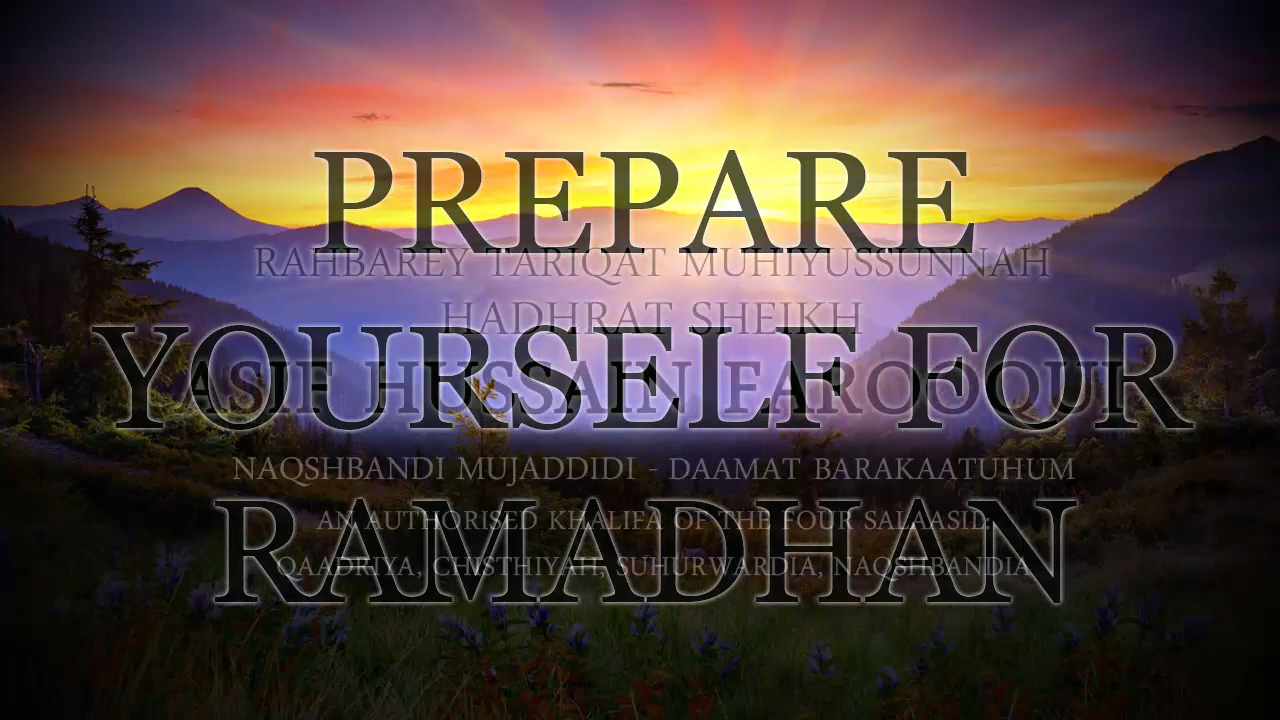 PREPARE
RAHBAREY TARIQAT MUHIYUSSUNNAH
HADHRAT SHEIKH
YOURSELF FOR
ASIF HUSSAIN FAROOQUI
NAQSHBANDI MUJADDIDI - DAAMAT BARAKAATUHUM
RAMADHAN
AN AUTHORISED KHALIFA OF THE FOUR SALAASIL:
QAADRIYA, CHISTHIYAH, SUHURWARDIA, NAQSHBANDIA